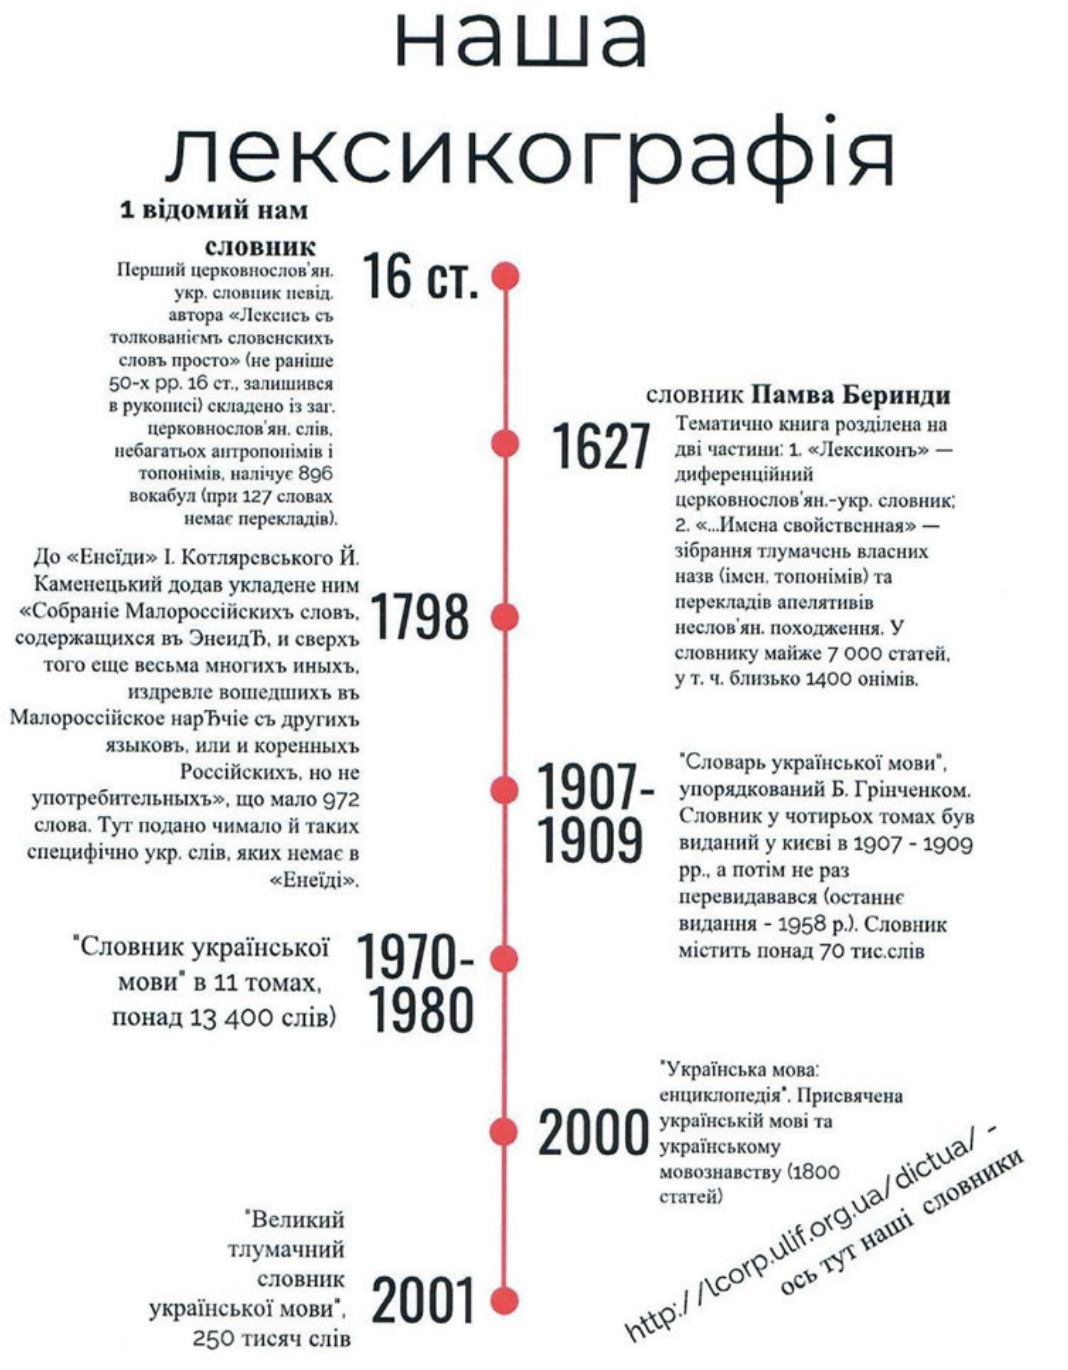 наша
лексикографія
1 відомий нам
словник
Перший церковнослов'ян.
укр. словник невід.
автора «Лексисъ съ
толкованіємъ словенскихъ
словъ просто» (не раніше
50-х рр. 16 ст., залишився
в рукописі) складено із заг.
церковнослов'ян. слів,
небагатьох антропонімів і
топонімів, налічує 896
вокабул (при 127 словах
немає перекладів).
16 ст.
словник Памва Беринди
1627
Тематично книга розділена на
дві частини: 1. «Лексиконъ» —
диференційний
церковнослов'ян.-укр. словник;
2. «...Имена свойственная» —
зібрання тлумачень власних
назв (імен, топонімів) та
перекладів апелятивів
неслов'ян. походження. У
словнику майже 7 000 статей,
у т. ч. близько 1400 онімів.
До «Енеїди» І. Котляревського Й.
Каменецький додав укладене ним
«Собраніе Малороссійскихъ словъ,
содержащихся въ ЭнеидЂ, и сверхъ
того еще весьма многихъ иныхъ,
издревле вошедшихъ въ
Малороссійское нарЂчіе съ другихъ
языковъ, или и коренныхъ
Россійскихъ, но не
употребительныхъ», що мало 972
слова. Тут подано чимало й таких
специфічно укр. слів, яких немає в
«Енеїді».
1798
1907-
1909
"Словарь української мови",
упорядкований Б. Грінченком.
Словник у чотирьох томах був
виданий у києві в 1907 - 1909
рр., а потім не раз
перевидавався (останнє
видання - 1958 р.). Словник
містить понад 70 тис.слів
"Словник української
мови" в 11 томах,
понад 13 400 слів)
1970-
1980
2000
"Українська мова:
енциклопедія". Присвячена
українській мові та
українському
мовознавству (1800
статей)
"Великий
тлумачний
словник
української мови",
250 тисяч слів
2001
http://lcorp.ulif.org.ua/dictua/ -
ось тут наші словники